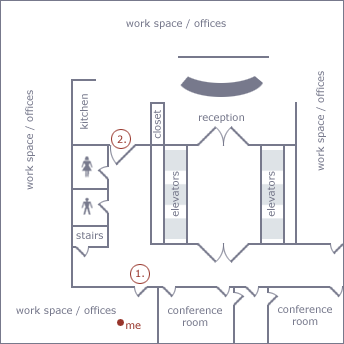 work space / offices
work space / offices
work space / offices
kitchen
closet
reception
2.
elevators
elevators
stairs
1.
work space / offices
me
conference
room
conference
room